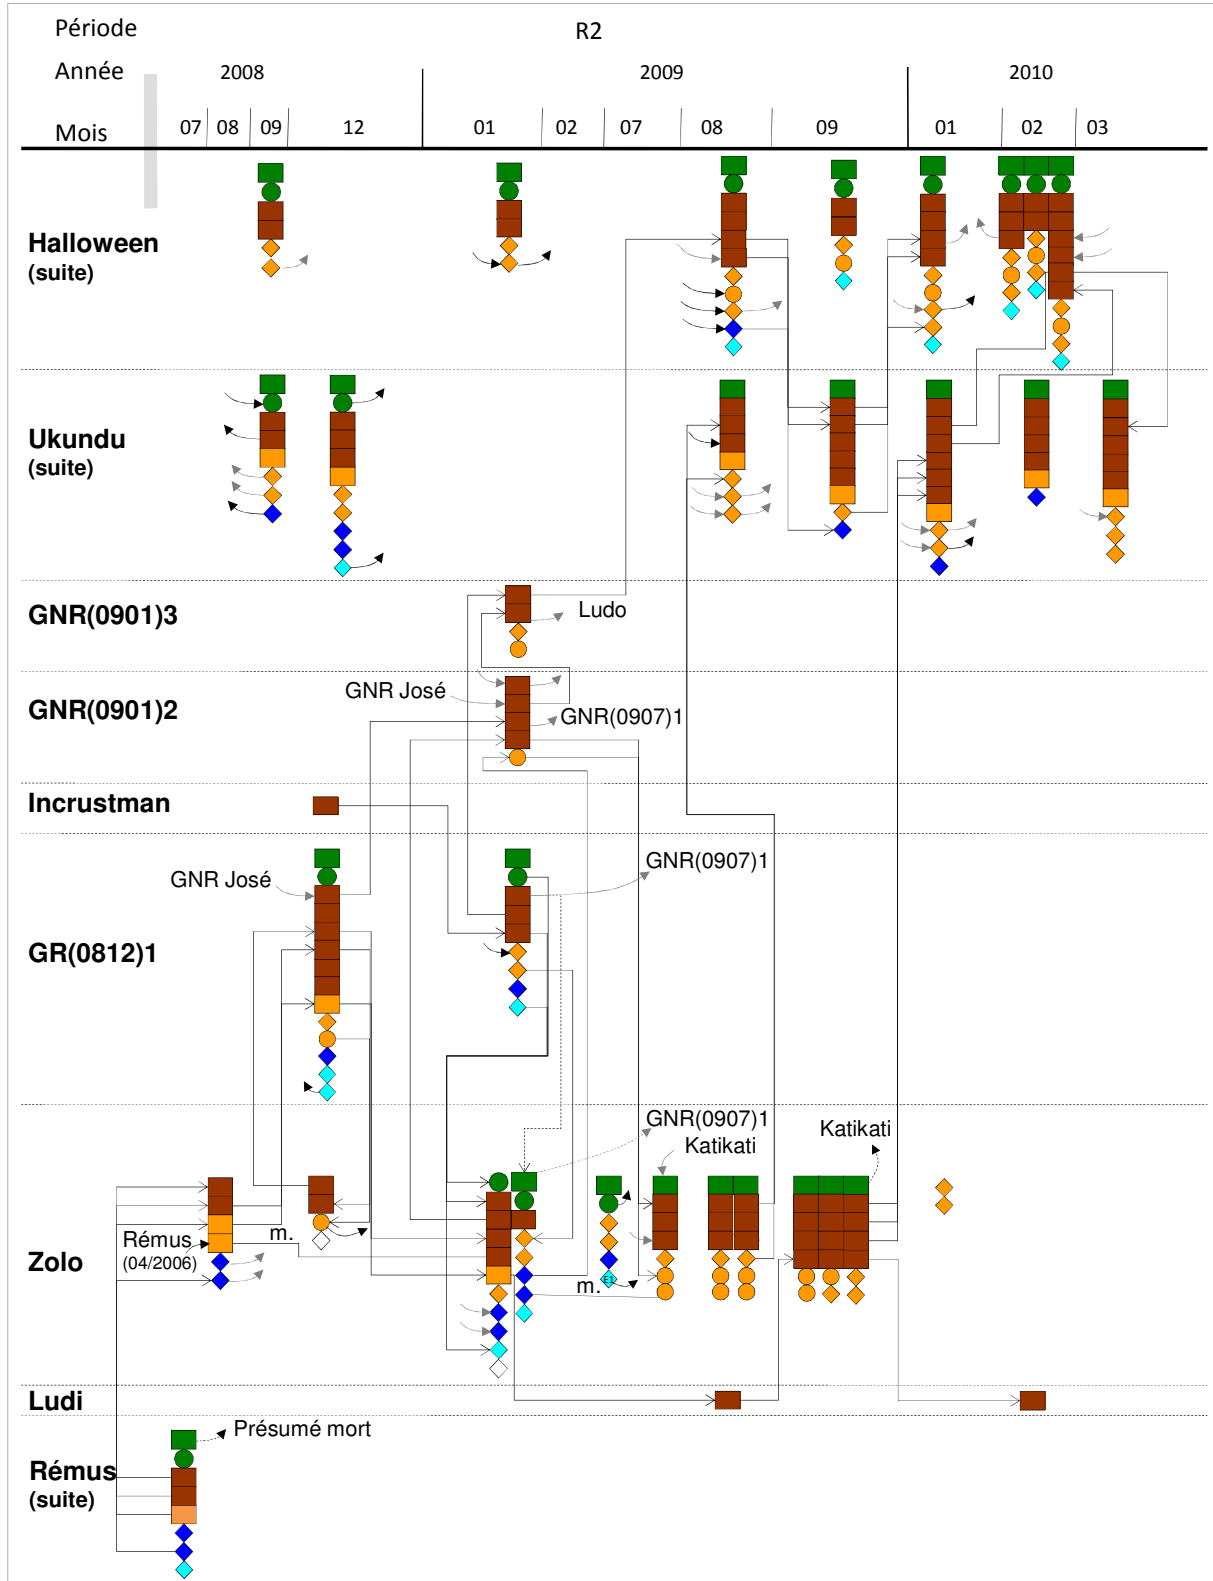 Période R2
Année 2008 2009 2010
Mois 07 08 09 12 01 02 07 08 09 01 02 03
Halloween
(suite)
Ukundu
(suite)
GNR(0901)3
Ludo
GNR José
GNR(0901)2
GNR(0907)1
Incrustman
GNR(0907)1
GNR José
GR(0812)1
GNR(0907)1
Katikati
Katikati
Rémus
(04/2006)
m.
Zolo
E1
m.
Ludi
Présumé mort
Rémus
(suite)